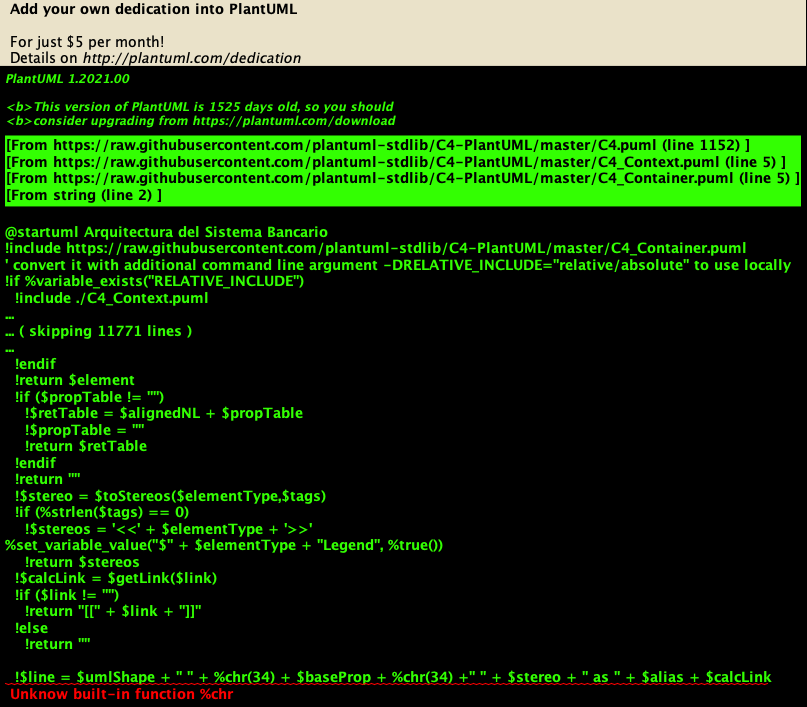 Add your own dedication into PlantUML
For just $5 per month!
Details on http://plantuml.com/dedication
PlantUML 1.2021.00
<b>This version of PlantUML is 1525 days old, so you should
<b>consider upgrading from https://plantuml.com/download
[From https://raw.githubusercontent.com/plantuml-stdlib/C4-PlantUML/master/C4.puml (line 1152) ]
[From https://raw.githubusercontent.com/plantuml-stdlib/C4-PlantUML/master/C4_Context.puml (line 5) ]
[From https://raw.githubusercontent.com/plantuml-stdlib/C4-PlantUML/master/C4_Container.puml (line 5) ]
[From string (line 2) ]
@startuml Arquitectura del Sistema Bancario
!include https://raw.githubusercontent.com/plantuml-stdlib/C4-PlantUML/master/C4_Container.puml
' convert it with additional command line argument -DRELATIVE_INCLUDE="relative/absolute" to use locally
!if %variable_exists("RELATIVE_INCLUDE")
!include ./C4_Context.puml
...
... ( skipping 11771 lines )
...
!endif
!return $element
!if ($propTable != "")
!$retTable = $alignedNL + $propTable
!$propTable = ""
!return $retTable
!endif
!return ""
!$stereo = $toStereos($elementType,$tags)
!if (%strlen($tags) == 0)
!$stereos = '<<' + $elementType + '>>'
%set_variable_value("$" + $elementType + "Legend", %true())
!return $stereos
!$calcLink = $getLink($link)
!if ($link != "")
!return "[[" + $link + "]]"
!else
!return ""
!$line = $umlShape + " " + %chr(34) + $baseProp + %chr(34) +" " + $stereo + " as " + $alias + $calcLink
Unknow built-in function %chr